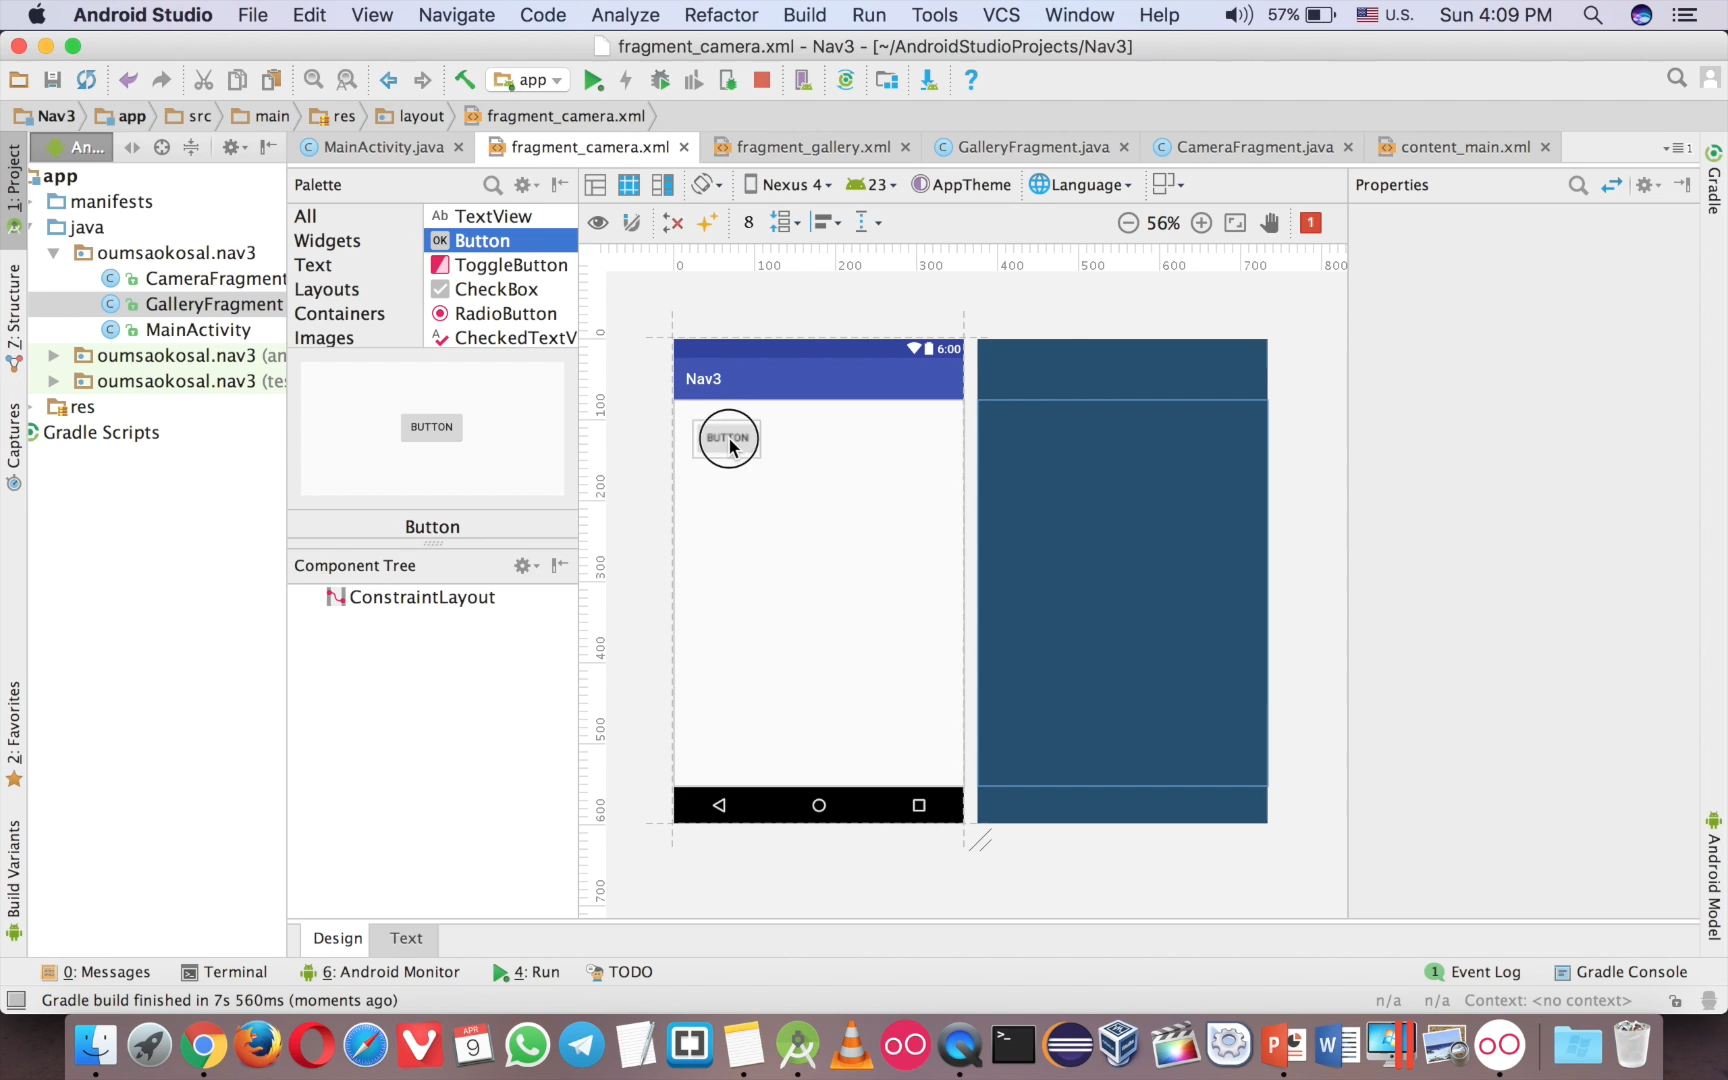 Android Studio File Edit View Navigate Code Analyze Refactor Build Run Tools VCS Window Help 57% U.S. Sun 4:09 PM
fragment_camera.xml - Nav3 - [~/AndroidStudioProjects/Nav3]
app
Nav3 app src main res layout fragment_camera.xml
An... MainActivity.java fragment_camera.xml fragment_gallery.xml GalleryFragment.java CameraFragment.java content_main.xml 1
1: Project
Z: Structure
Captures
2: Favorites
Build Variants
app
manifests
java
oumsaokosal.nav3
CameraFragment
GalleryFragment
MainActivity
oumsaokosal.nav3 (an
oumsaokosal.nav3 (tes
res
Gradle Scripts
Palette
All
Widgets
Text
Layouts
Containers
Images
Ab TextView
OK Button
ToggleButton
CheckBox
RadioButton
CheckedTextV
BUTTON
Button
Component Tree
ConstraintLayout
Nexus 4 23 AppTheme Language
8 56% 1
0 100 200 300 400 500 600 700 800
0
100
200
300
400
500
600
700
6:00
Nav3
BUTTON
Properties
Gradle
Android Model
Design Text
0: Messages Terminal 6: Android Monitor 4: Run TODO 1 Event Log Gradle Console
Gradle build finished in 7s 560ms (moments ago) n/a n/a Context: <no context>
APR
9
P W